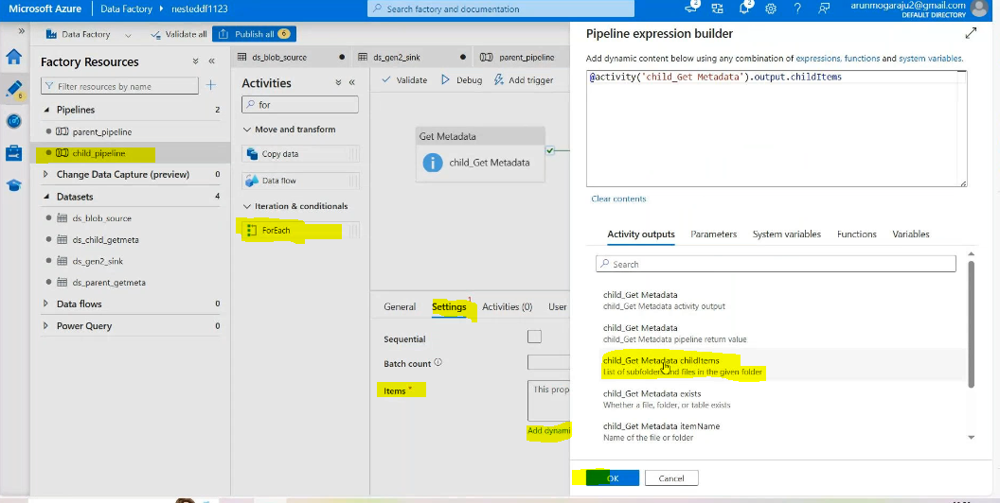 Microsoft Azure
Data Factory
nesteddf1123
Search factory and documentation
2
2
arunmogaraju2@gmail.com
DEFAULT DIRECTORY
Data Factory
Validate all
Publish all 6
Factory Resources
Filter resources by name
6
Pipelines 2
parent_pipeline
child_pipeline
Change Data Capture (preview) 0
Datasets 4
ds_blob_source
ds_child_getmeta
ds_gen2_sink
ds_parent_getmeta
Data flows 0
Power Query 0
ds_blob_source
ds_gen2_sink
parent_pipeline
Activities
for
Move and transform
Copy data
Data flow
Iteration & conditionals
ForEach
Validate
Debug
Add trigger
Get Metadata
child_Get Metadata
General
Settings 1
Activities (0)
User
Sequential
Batch count
Items *
This prop
Add dynami
Pipeline expression builder
Add dynamic content below using any combination of expressions, functions and system variables.
@activity('child_Get Metadata').output.childItems
Clear contents
Activity outputs
Parameters
System variables
Functions
Variables
Search
child_Get Metadata
child_Get Metadata activity output
child_Get Metadata
child_Get Metadata pipeline return value
child_Get Metadata childItems
List of subfolders and files in the given folder
child_Get Metadata exists
Whether a file, folder, or table exists
child_Get Metadata itemName
Name of the file or folder
OK
Cancel